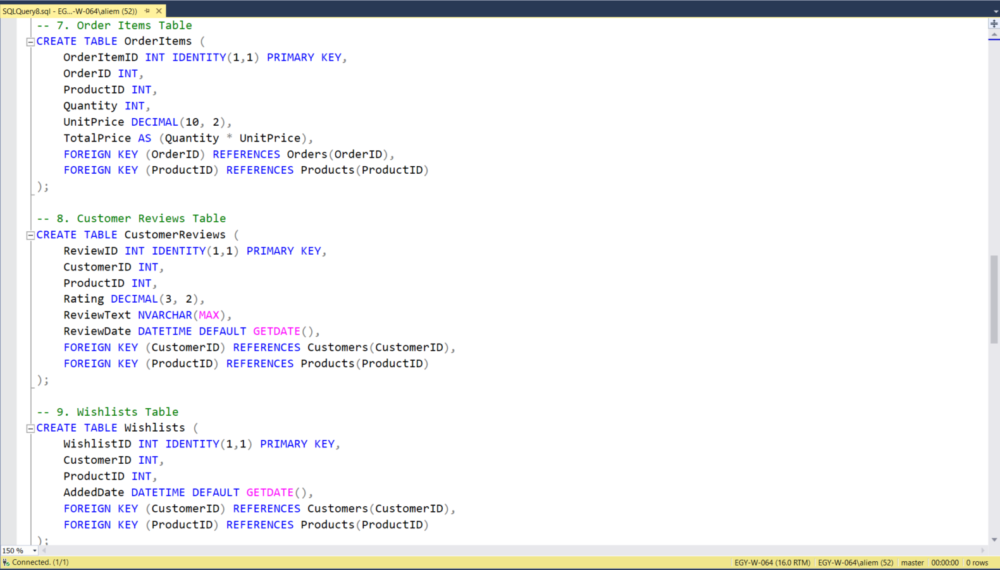 SQLQuery8.sql - EG...-W-064\aliem (52))
-- 7. Order Items Table
CREATE TABLE OrderItems (
OrderItemID INT IDENTITY(1,1) PRIMARY KEY,
OrderID INT,
ProductID INT,
Quantity INT,
UnitPrice DECIMAL(10, 2),
TotalPrice AS (Quantity * UnitPrice),
FOREIGN KEY (OrderID) REFERENCES Orders(OrderID),
FOREIGN KEY (ProductID) REFERENCES Products(ProductID)
);
-- 8. Customer Reviews Table
CREATE TABLE CustomerReviews (
ReviewID INT IDENTITY(1,1) PRIMARY KEY,
CustomerID INT,
ProductID INT,
Rating DECIMAL(3, 2),
ReviewText NVARCHAR(MAX),
ReviewDate DATETIME DEFAULT GETDATE(),
FOREIGN KEY (CustomerID) REFERENCES Customers(CustomerID),
FOREIGN KEY (ProductID) REFERENCES Products(ProductID)
);
-- 9. Wishlists Table
CREATE TABLE Wishlists (
WishlistID INT IDENTITY(1,1) PRIMARY KEY,
CustomerID INT,
ProductID INT,
AddedDate DATETIME DEFAULT GETDATE(),
FOREIGN KEY (CustomerID) REFERENCES Customers(CustomerID),
FOREIGN KEY (ProductID) REFERENCES Products(ProductID)
);
150 %
Connected. (1/1) EGY-W-064 (16.0 RTM) EGY-W-064\aliem (52) master 00:00:00 0 rows